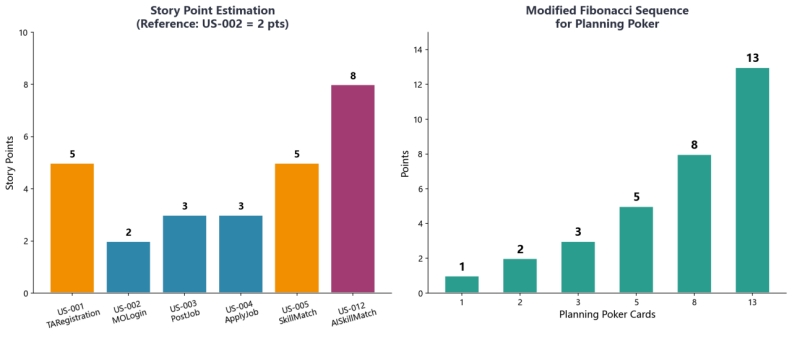 Story Point Estimation
(Reference: US-002 = 2 pts)
Story Points
10
8
6
4
2
0
5
2
3
3
5
8
US-001
TARegistration
US-002
MOLogin
US-003
PostJob
US-004
ApplyJob
US-005
SkillMatch
US-012
AISkillMatch
Modified Fibonacci Sequence
for Planning Poker
Points
14
12
10
8
6
4
2
0
1
2
3
5
8
13
1
2
3
5
8
13
Planning Poker Cards